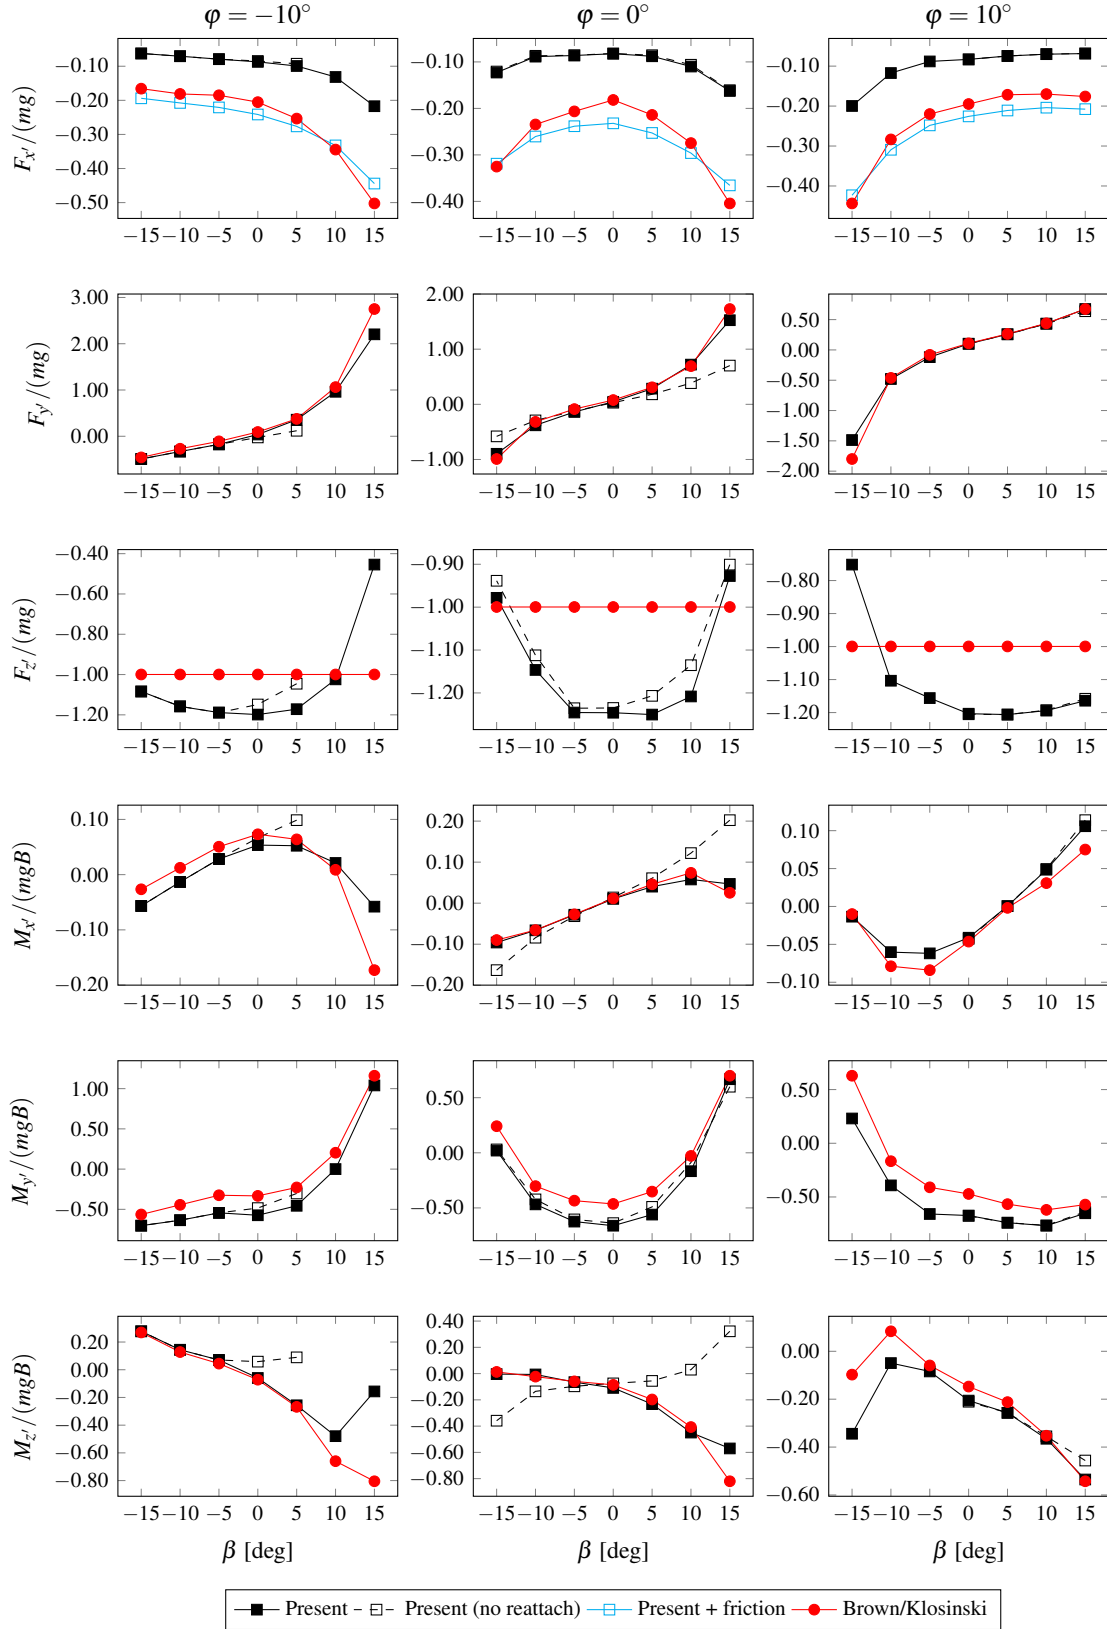 φ = −10° φ = 0° φ = 10°
F_x′/(mg)
−0.10 −0.20 −0.30 −0.40 −0.50
−0.10 −0.20 −0.30 −0.40
−0.10 −0.20 −0.30 −0.40
−15 −10 −5 0 5 10 15 −15 −10 −5 0 5 10 15 −15 −10 −5 0 5 10 15
F_y′/(mg)
3.00 2.00 1.00 0.00
2.00 1.00 0.00 −1.00
0.50 0.00 −0.50 −1.00 −1.50 −2.00
−15 −10 −5 0 5 10 15 −15 −10 −5 0 5 10 15 −15 −10 −5 0 5 10 15
F_z′/(mg)
−0.40 −0.60 −0.80 −1.00 −1.20
−0.90 −1.00 −1.10 −1.20
−0.80 −0.90 −1.00 −1.10 −1.20
−15 −10 −5 0 5 10 15 −15 −10 −5 0 5 10 15 −15 −10 −5 0 5 10 15
M_x′/(mgB)
0.10 0.00 −0.10 −0.20
0.20 0.10 0.00 −0.10 −0.20
0.10 0.05 0.00 −0.05 −0.10
−15 −10 −5 0 5 10 15 −15 −10 −5 0 5 10 15 −15 −10 −5 0 5 10 15
M_y′/(mgB)
1.00 0.50 0.00 −0.50
0.50 0.00 −0.50
0.50 0.00 −0.50
−15 −10 −5 0 5 10 15 −15 −10 −5 0 5 10 15 −15 −10 −5 0 5 10 15
M_z′/(mgB)
0.20 0.00 −0.20 −0.40 −0.60 −0.80
0.40 0.20 0.00 −0.20 −0.40 −0.60 −0.80
0.00 −0.20 −0.40 −0.60
−15 −10 −5 0 5 10 15 −15 −10 −5 0 5 10 15 −15 −10 −5 0 5 10 15
β [deg] β [deg] β [deg]
Present Present (no reattach) Present + friction Brown/Klosinski